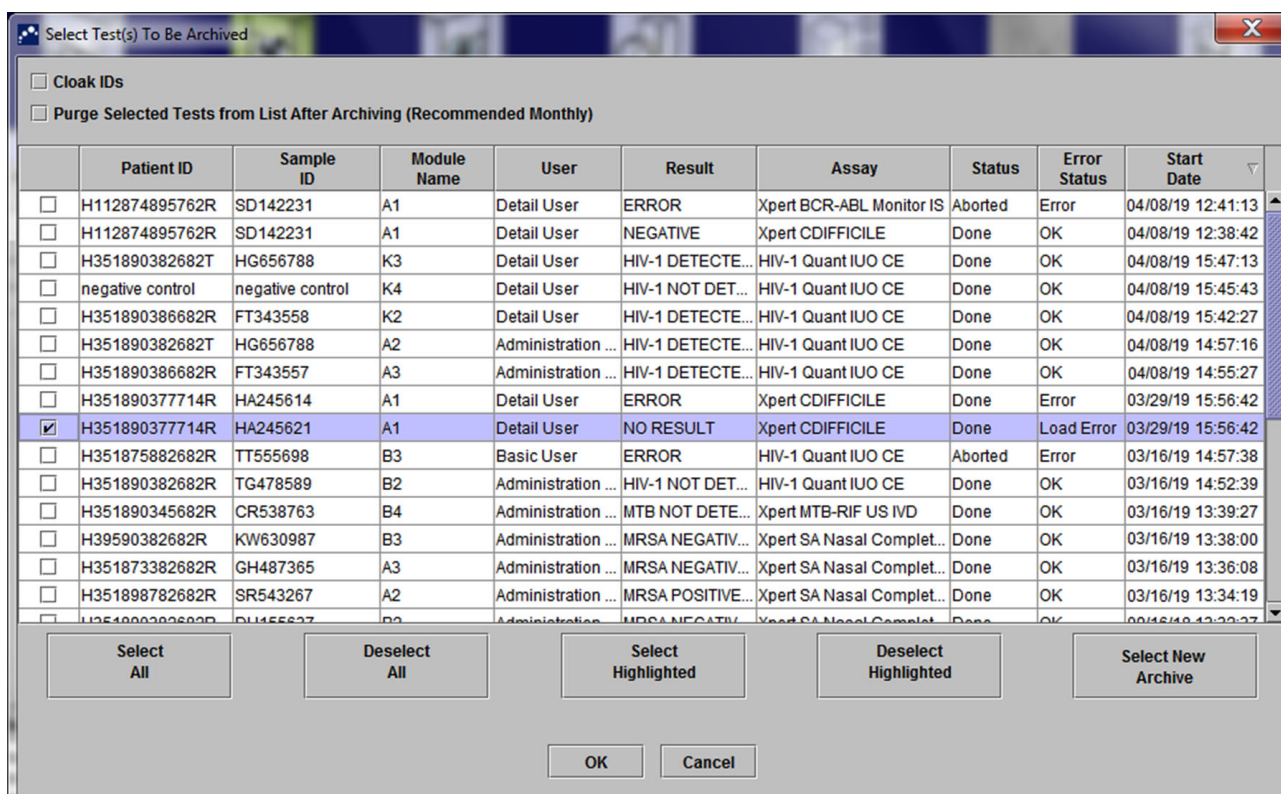 Select Test(s) To Be Archived
Cloak IDs
Purge Selected Tests from List After Archiving (Recommended Monthly)
Patient ID Sample ID Module Name User Result Assay Status Error Status Start Date
H112874895762R SD142231 A1 Detail User ERROR Xpert BCR-ABL Monitor IS Aborted Error 04/08/19 12:41:13
H112874895762R SD142231 A1 Detail User NEGATIVE Xpert CDIFFICILE Done OK 04/08/19 12:38:42
H351890382682T HG656788 K3 Detail User HIV-1 DETECTE... HIV-1 Quant IUO CE Done OK 04/08/19 15:47:13
negative control negative control K4 Detail User HIV-1 NOT DET... HIV-1 Quant IUO CE Done OK 04/08/19 15:45:43
H351890386682R FT343558 K2 Detail User HIV-1 DETECTE... HIV-1 Quant IUO CE Done OK 04/08/19 15:42:27
H351890382682T HG656788 A2 Administration ... HIV-1 DETECTE... HIV-1 Quant IUO CE Done OK 04/08/19 14:57:16
H351890386682R FT343557 A3 Administration ... HIV-1 DETECTE... HIV-1 Quant IUO CE Done OK 04/08/19 14:55:27
H351890377714R HA245614 A1 Detail User ERROR Xpert CDIFFICILE Done Error 03/29/19 15:56:42
H351890377714R HA245621 A1 Detail User NO RESULT Xpert CDIFFICILE Done Load Error 03/29/19 15:56:42
H351875882682R TT555698 B3 Basic User ERROR HIV-1 Quant IUO CE Aborted Error 03/16/19 14:57:38
H351890382682R TG478589 B2 Administration ... HIV-1 NOT DET... HIV-1 Quant IUO CE Done OK 03/16/19 14:52:39
H351890345682R CR538763 B4 Administration ... MTB NOT DETE... Xpert MTB-RIF US IVD Done OK 03/16/19 13:39:27
H39590382682R KW630987 B3 Administration ... MRSA NEGATIV... Xpert SA Nasal Complet... Done OK 03/16/19 13:38:00
H351873382682R GH487365 A3 Administration ... MRSA NEGATIV... Xpert SA Nasal Complet... Done OK 03/16/19 13:36:08
H351898782682R SR543267 A2 Administration ... MRSA POSITIVE... Xpert SA Nasal Complet... Done OK 03/16/19 13:34:19
Select All Deselect All Select Highlighted Deselect Highlighted Select New Archive
OK Cancel